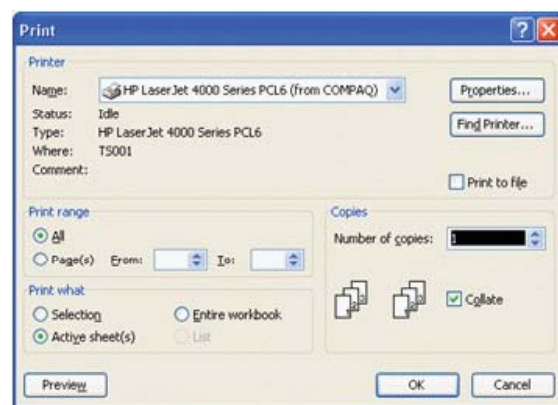 Print
Printer
Name: HP LaserJet 4000 Series PCL6 (from COMPAQ) Properties...
Status: Idle
Type: HP LaserJet 4000 Series PCL6 Find Printer...
Where: TS001
Comment: Print to file
Print range Copies
All Number of copies: 1
Page(s) From: To:
Print what
Selection Entire workbook Collate
Active sheet(s) List
Preview OK Cancel